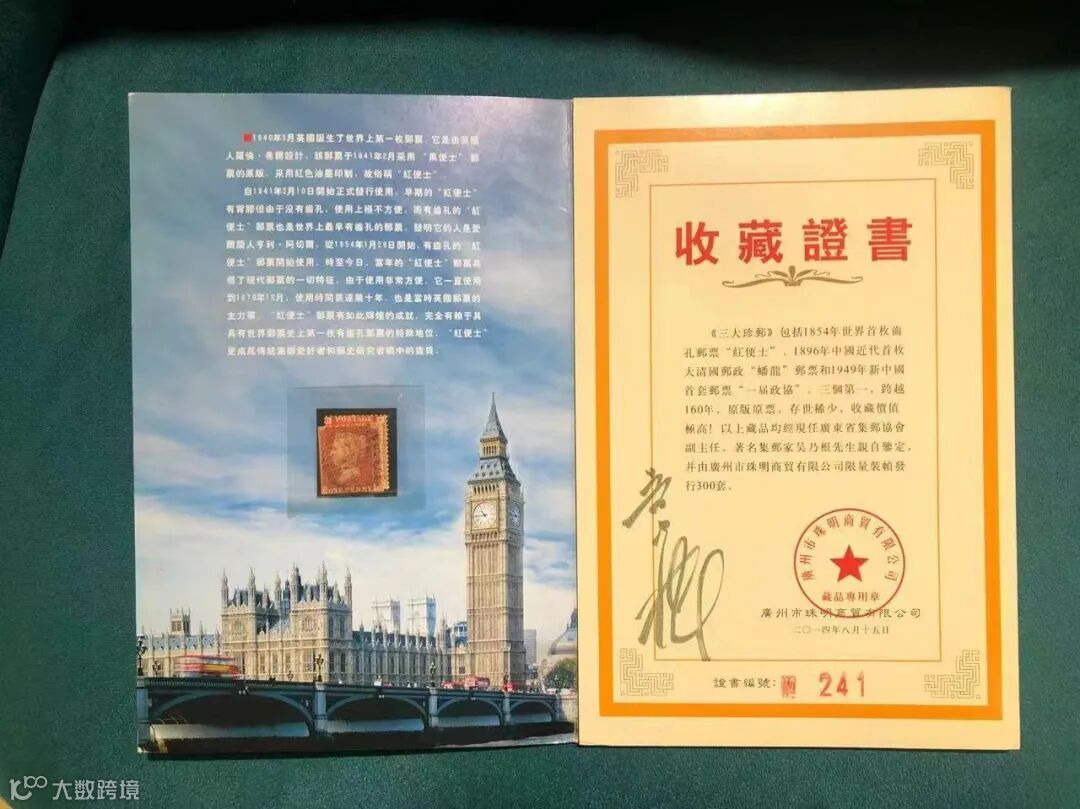 ■1840年5月英國誕生了世界上第一枚郵票，它是由英國
人羅倫·希爾設計，該郵票于1841年2月采用“黑便士”郵
票的原版，采用紅色油墨印制，故俗稱“紅便士”.
自1841年2月10日開始正式發行使用，早期的“紅便士”
有背膠但由于没有齒孔，使用上極不方便，而有齒孔的“紅
便士”郵票也是世界上最早有齒孔的郵票，發明它的人是愛
爾蘭人亨利·阿切爾，從1854年1月28日開始，有齒孔的“紅
便士”郵票開始使用，時至今日，當年的“紅便士”郵票具
備了現代郵票的一切特征，由于使用非常方便，它一直使用
到1879年12月，使用時間長達幾十年，也是當時英國郵票的
主力軍，“紅便士”郵票有如此輝煌的成就，完全有賴于其
具有世界郵票史上第一枚有齒孔郵票的特殊地位，“紅便士”
更成爲傳統集郵愛好者和郵史研究者眼中的寶貝.
POSTAGE
ONE PENNY
收藏證書
《三大珍郵》包括1854年世界首枚齒
孔郵票“紅便士”，1896年中國近代首枚
大清國郵政“蟠龍”郵票和1949年新中國
首套郵票“一届政協”。三個第一，跨越
160年，原版原票，存世稀少，收藏價值
極高！以上藏品均經現任廣東省集郵協會
副主任、著名集郵家吴乃根先生親自鑒定，
并由廣州市珠明商貿有限公司限量裝幀發
行300套。
廣州市珠明商貿有限公司
藏品專用章
廣州市珠明商貿有限公司
二〇一四年八月十五日
證書編號：241
大数跨境